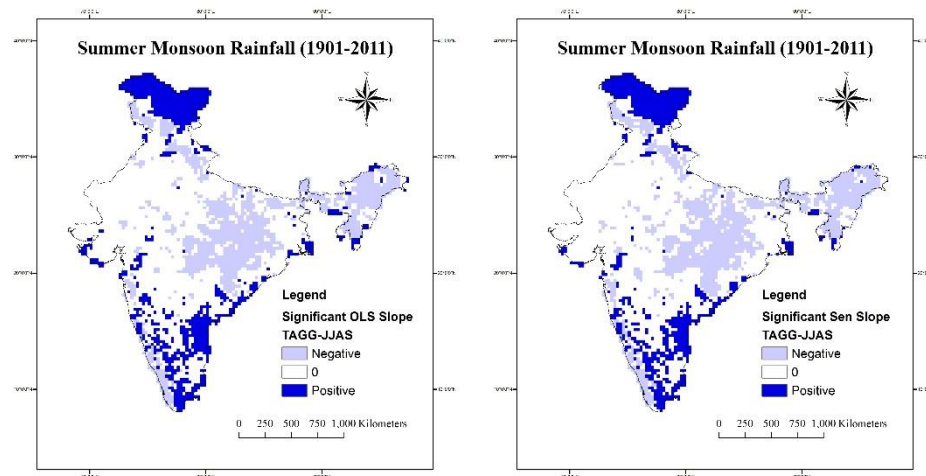 Summer Monsoon Rainfall (1901-2011)
N
W
E
S
Legend
Significant OLS Slope
TAGG-JJAS
Negative
0
Positive
0 250 500 750 1,000 Kilometers
Summer Monsoon Rainfall (1901-2011)
N
W
E
S
Legend
Significant Sen Slope
TAGG-JJAS
Negative
0
Positive
0 250 500 750 1,000 Kilometers